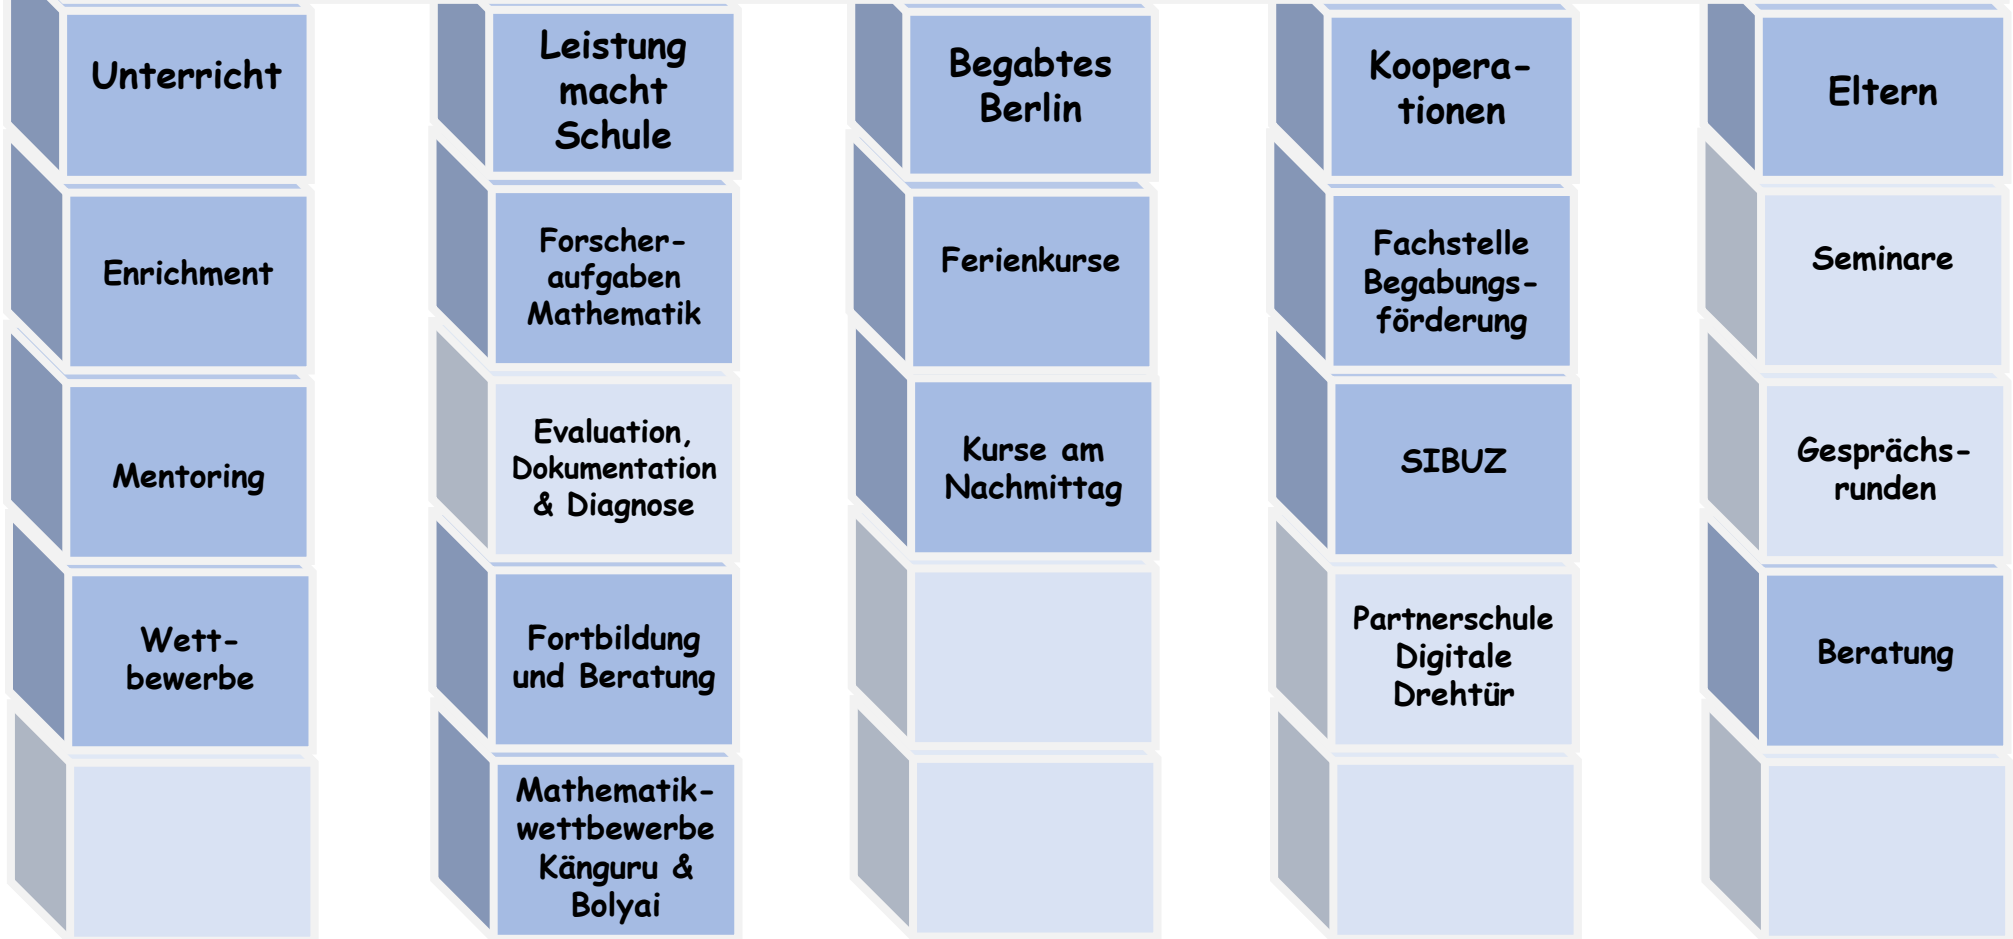 Unterricht
Enrichment
Mentoring
Wett-
bewerbe
Leistung
macht
Schule
Forscher-
aufgaben
Mathematik
Evaluation,
Dokumentation
& Diagnose
Fortbildung
und Beratung
Mathematik-
wettbewerbe
Känguru &
Bolyai
Begabtes
Berlin
Ferienkurse
Kurse am
Nachmittag
Koopera-
tionen
Fachstelle
Begabungs-
förderung
SIBUZ
Partnerschule
Digitale
Drehtür
Eltern
Seminare
Gesprächs-
runden
Beratung